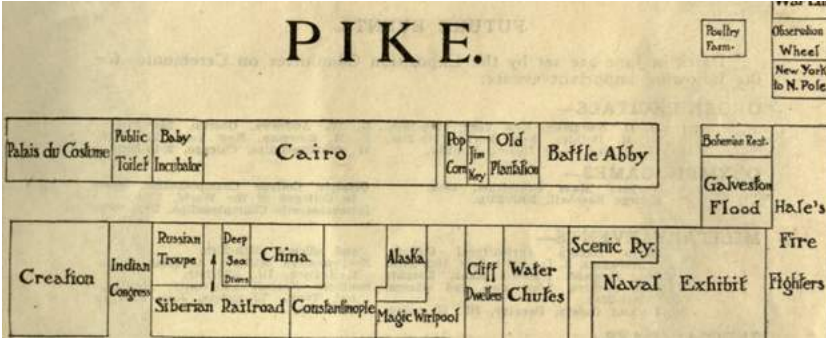 PIKE.
Poultry
Farm.
Observation
Wheel
New York
to N. Pole
Palais du Costume
Public
Toilet
Baby
Incubator
Cairo
Pop
Corn
Jim
Key
Old
Plantation
Battle Abby
Bohemian Rest.
Galveston
Flood
Hale's
Fire
Fighters
Creation
Indian
Congress
Russian
Troupe
Deep
Sea
Divers
China
Siberian Railroad
Constantinople
Alaska
Magic Wirlpool
Cliff
Dwellers
Water
Chutes
Scenic Ry.
Naval Exhibit